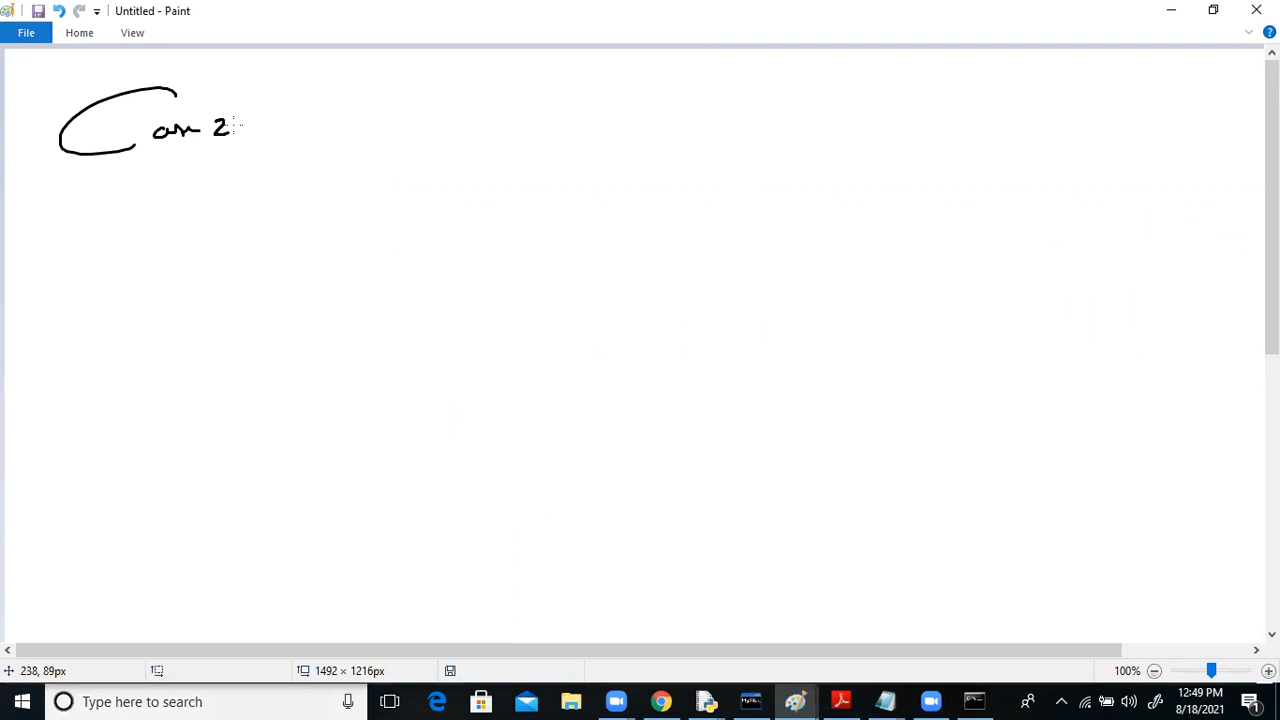 Untitled - Paint
File Home View
Can 2
238, 89px
1492 × 1216px
100%
Type here to search
12:49 PM
8/18/2021